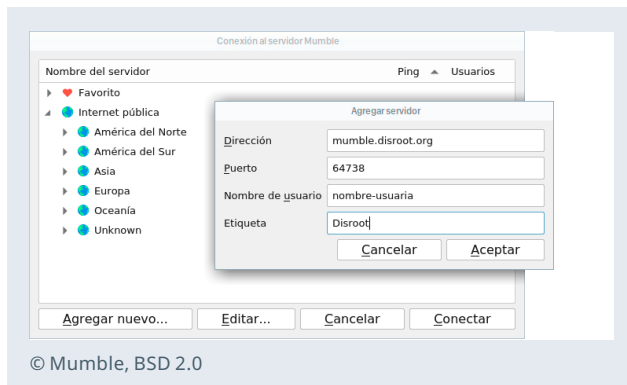 Conexión al servidor Mumble
Nombre del servidor Ping Usuarios
Favorito
Internet pública
América del Norte
América del Sur
Asia
Europa
Oceanía
Unknown
Agregar servidor
Dirección mumble.disroot.org
Puerto 64738
Nombre de usuario nombre-usuaria
Etiqueta Disroot
Cancelar Aceptar
Agregar nuevo... Editar... Cancelar Conectar
© Mumble, BSD 2.0